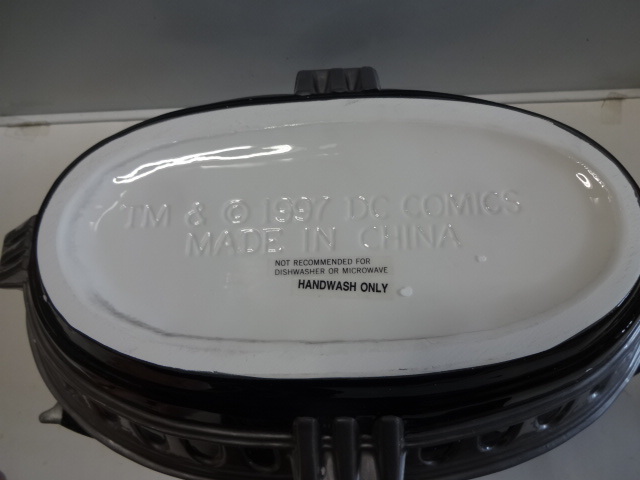 TM & © 1997 DC COMICS
MADE IN CHINA
NOT RECOMMENDED FOR
DISHWASHER OR MICROWAVE
HANDWASH ONLY